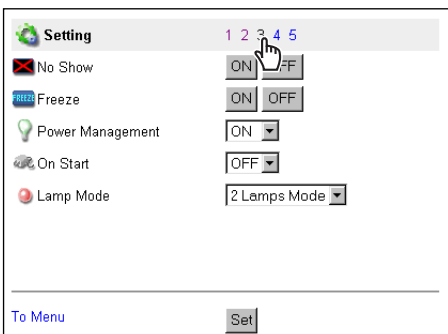 Setting 1 2 3 4 5
No Show ON OFF
FREEZE Freeze ON OFF
Power Management ON
On Start OFF
Lamp Mode 2 Lamps Mode
To Menu Set